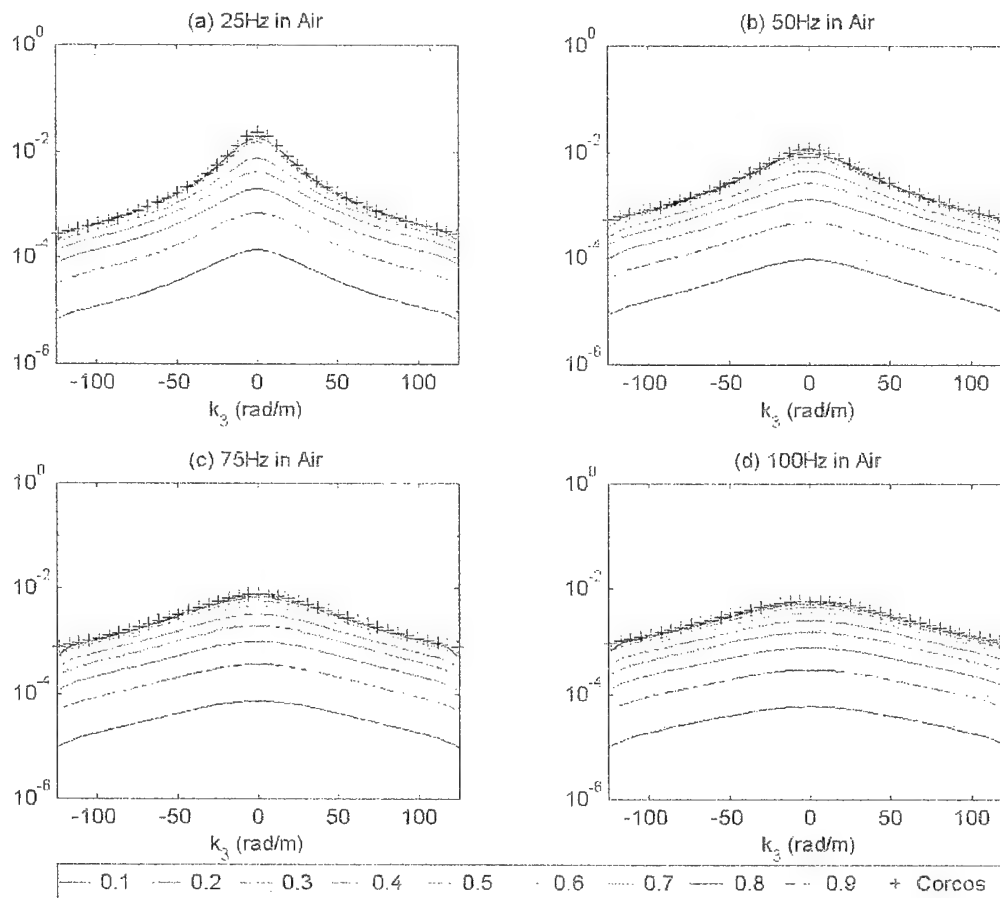 (a) 25Hz in Air
10^0
10^-2
10^-4
10^-6
-100 -50 0 50 100
k_3 (rad/m)
(b) 50Hz in Air
10^0
10^-2
10^-4
10^-6
-100 -50 0 50 100
k_3 (rad/m)
(c) 75Hz in Air
10^0
10^-2
10^-4
10^-6
-100 -50 0 50 100
k_3 (rad/m)
(d) 100Hz in Air
10^0
10^-2
10^-4
10^-6
-100 -50 0 50 100
k_3 (rad/m)
0.1 0.2 0.3 0.4 0.5 0.6 0.7 0.8 0.9 + Corcos